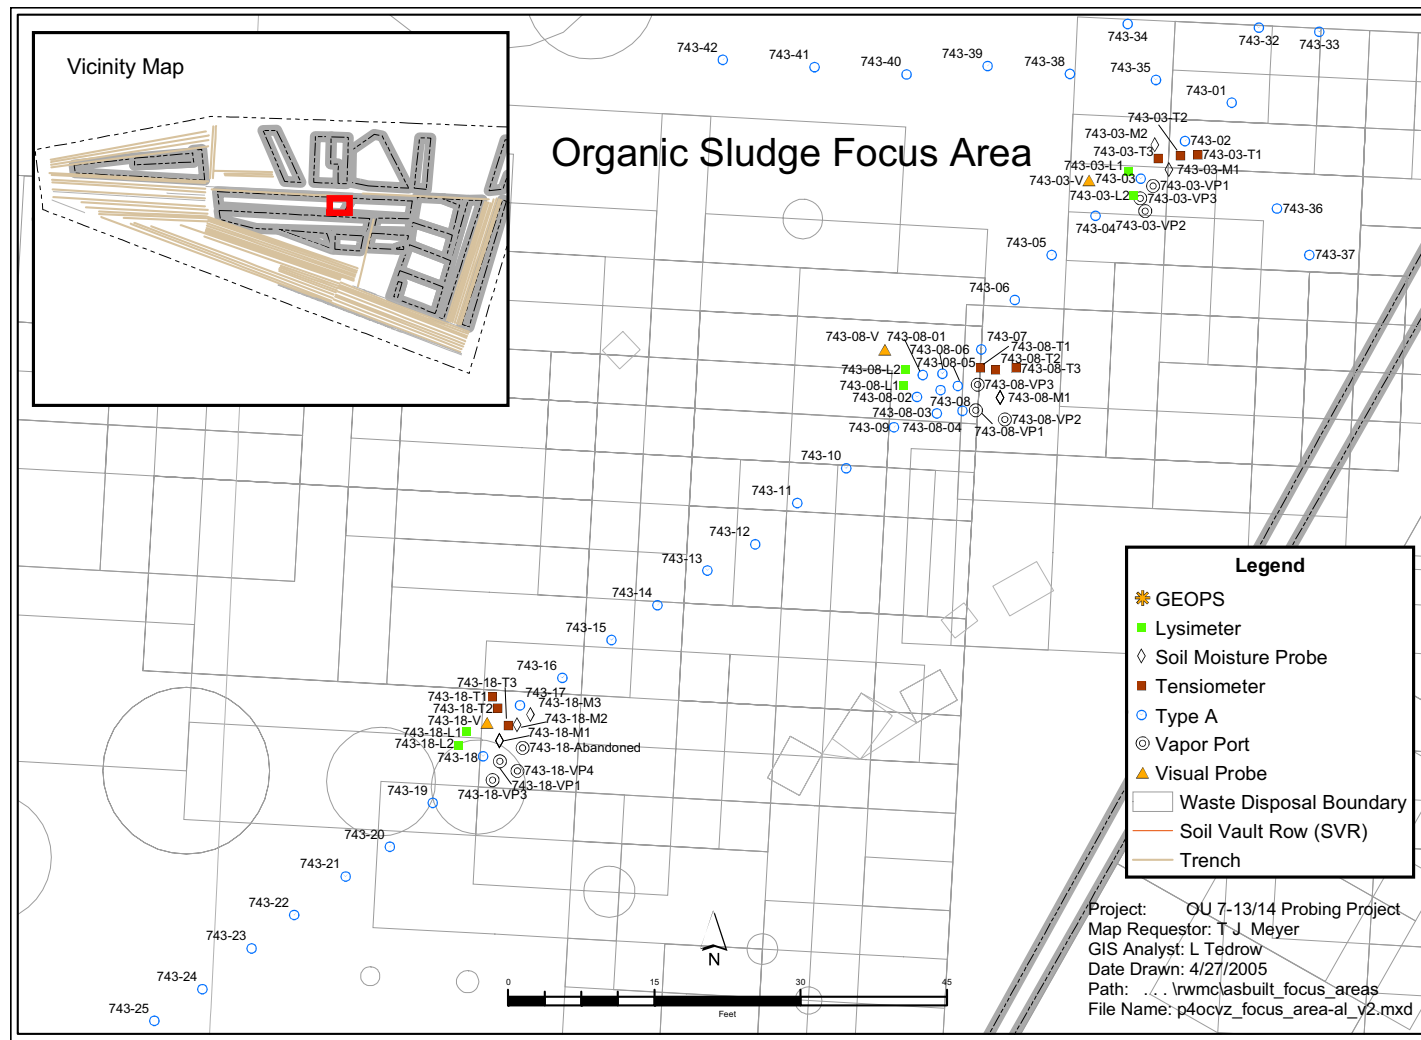 Vicinity Map
Organic Sludge Focus Area
743-42
743-41
743-40
743-39
743-38
743-34
743-32
743-33
743-35
743-01
743-03-T2
743-03-M2
743-02
743-03-T3
743-03-T1
743-03-L1
743-03-M1
743-03-V
743-03
743-03-VP1
743-03-L2
743-03-VP3
743-04
743-03-VP2
743-36
743-05
743-37
743-06
743-08-V
743-08-01
743-07
743-08-06
743-08-T1
743-08-05
743-08-T2
743-08-L2
743-08-T3
743-08-L1
743-08-VP3
743-08-02
743-08
743-08-M1
743-08-03
743-08-VP2
743-09
743-08-04
743-08-VP1
743-10
743-11
743-12
743-13
743-14
743-15
743-16
743-18-T3
743-17
743-18-T1
743-18-M3
743-18-T2
743-18-V
743-18-M2
743-18-L1
743-18-M1
743-18-L2
743-18-Abandoned
743-18
743-18-VP4
743-18-VP1
743-18-VP3
743-19
743-20
743-21
743-22
743-23
743-24
743-25
Legend
GEOPS
Lysimeter
Soil Moisture Probe
Tensiometer
Type A
Vapor Port
Visual Probe
Waste Disposal Boundary
Soil Vault Row (SVR)
Trench
N
0 15 30 45
Feet
Project: OU 7-13/14 Probing Project
Map Requestor: T J Meyer
GIS Analyst: L Tedrow
Date Drawn: 4/27/2005
Path: .... \rwmc\asbuilt_focus_areas
File Name: p4ocvz_focus_area-al_v2.mxd